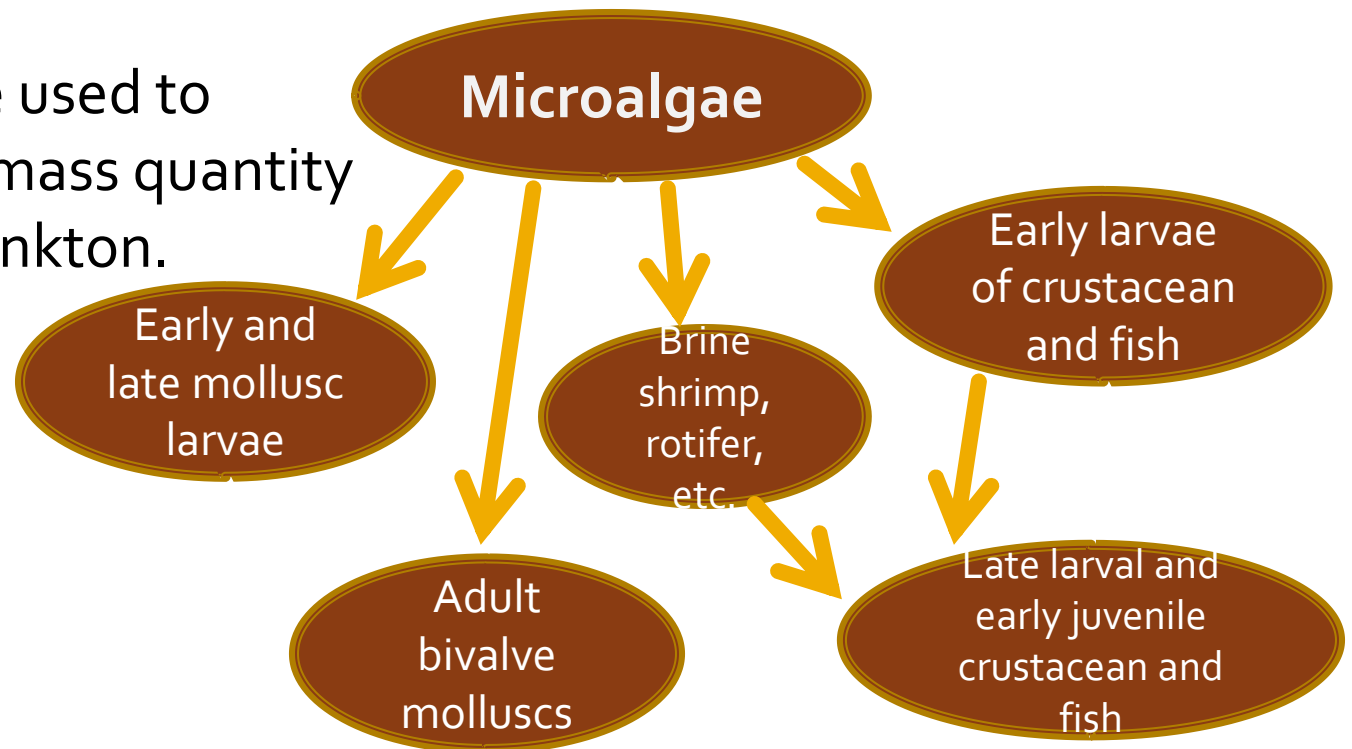 used to
mass quantity
Microalgae
Early and
late mollusc
larvae
Brine
shrimp,
rotifer,
etc.
Early larvae
of crustacean
and fish
Adult
bivalve
molluscs
Late larval and
early juvenile
crustacean and
fish